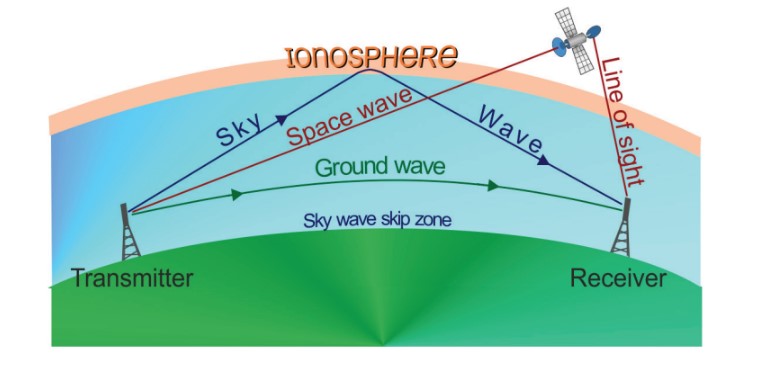 IONOSPHERE
Sky
Space wave
Wave
Line of sight
Ground wave
Sky wave skip zone
Transmitter
Receiver